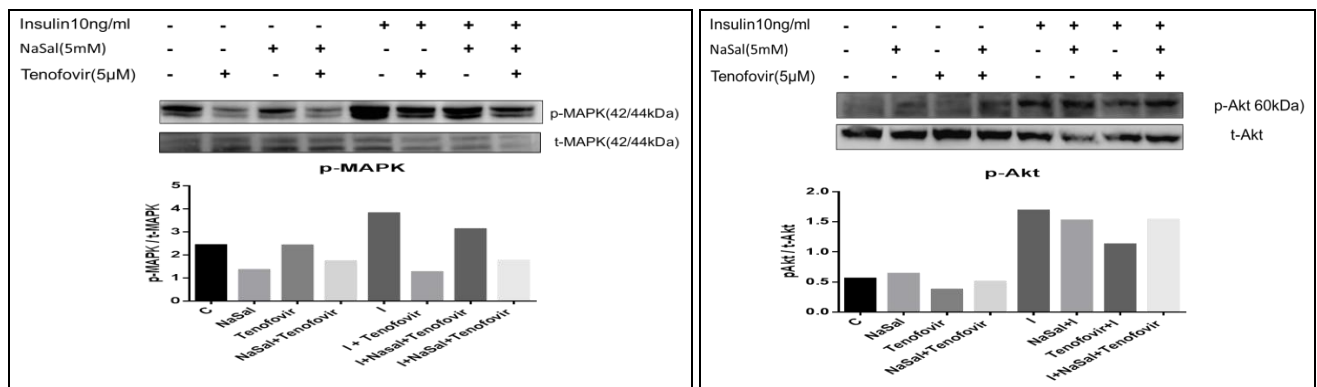 Insulin10ng/ml - - - - + + + +
NaSal(5mM) - - + + - - + +
Tenofovir(5µM) - + - + - + - +
p-MAPK(42/44kDa)
t-MAPK(42/44kDa)
p-MAPK
p-MAPK / t-MAPK
5
4
3
2
1
0
C
NaSal
Tenofovir
NaSal+Tenofovir
I
I + Tenofovir
I+Nasal+Tenofovir
I+NaSal+Tenofovir
Insulin10ng/ml - - - - + + + +
NaSal(5mM) - + - + - + - +
Tenofovir(5µM) - - + + - - + +
p-Akt 60kDa)
t-Akt
p-Akt
pAkt / t-Akt
2.0
1.5
1.0
0.5
0.0
C
NaSal
Tenofovir
NaSal+Tenofovir
I
NaSal+I
Tenofovir+I
I+NaSal+Tenofovir